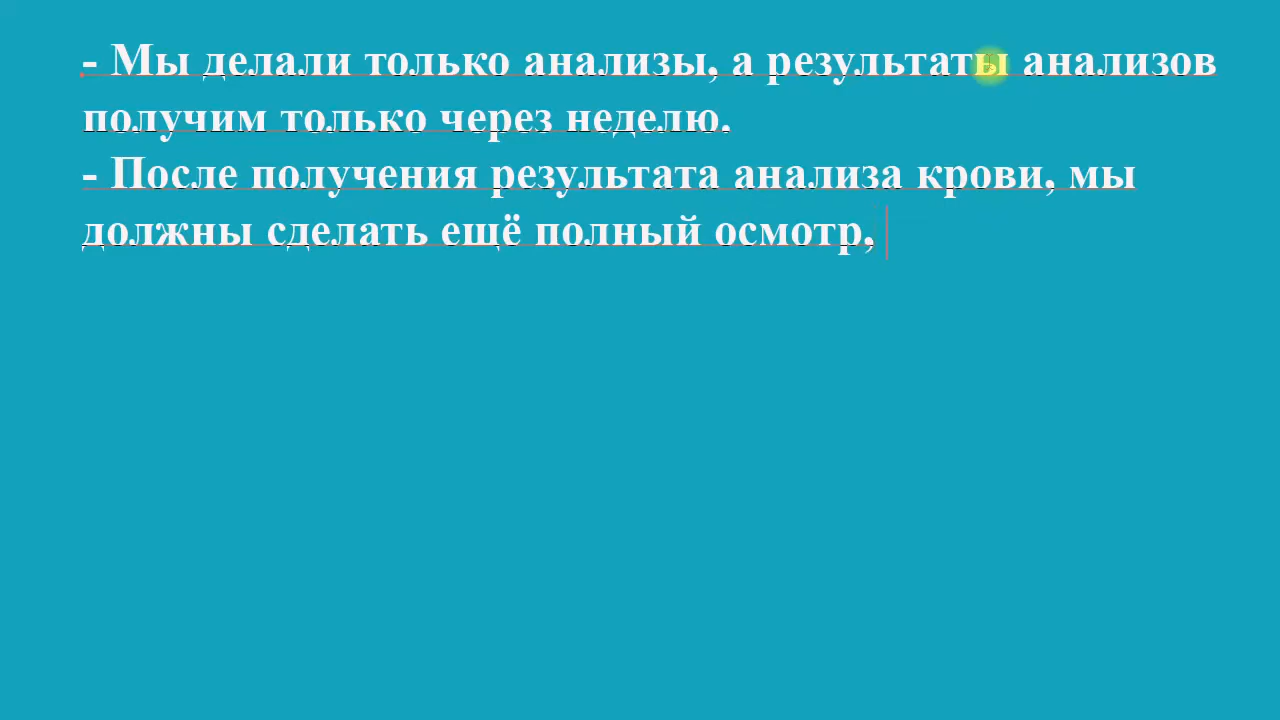 - Мы делали только анализы, а результаты анализов
получим только через неделю.
- После получения результата анализа крови, мы
должны сделать ещё полный осмотр,